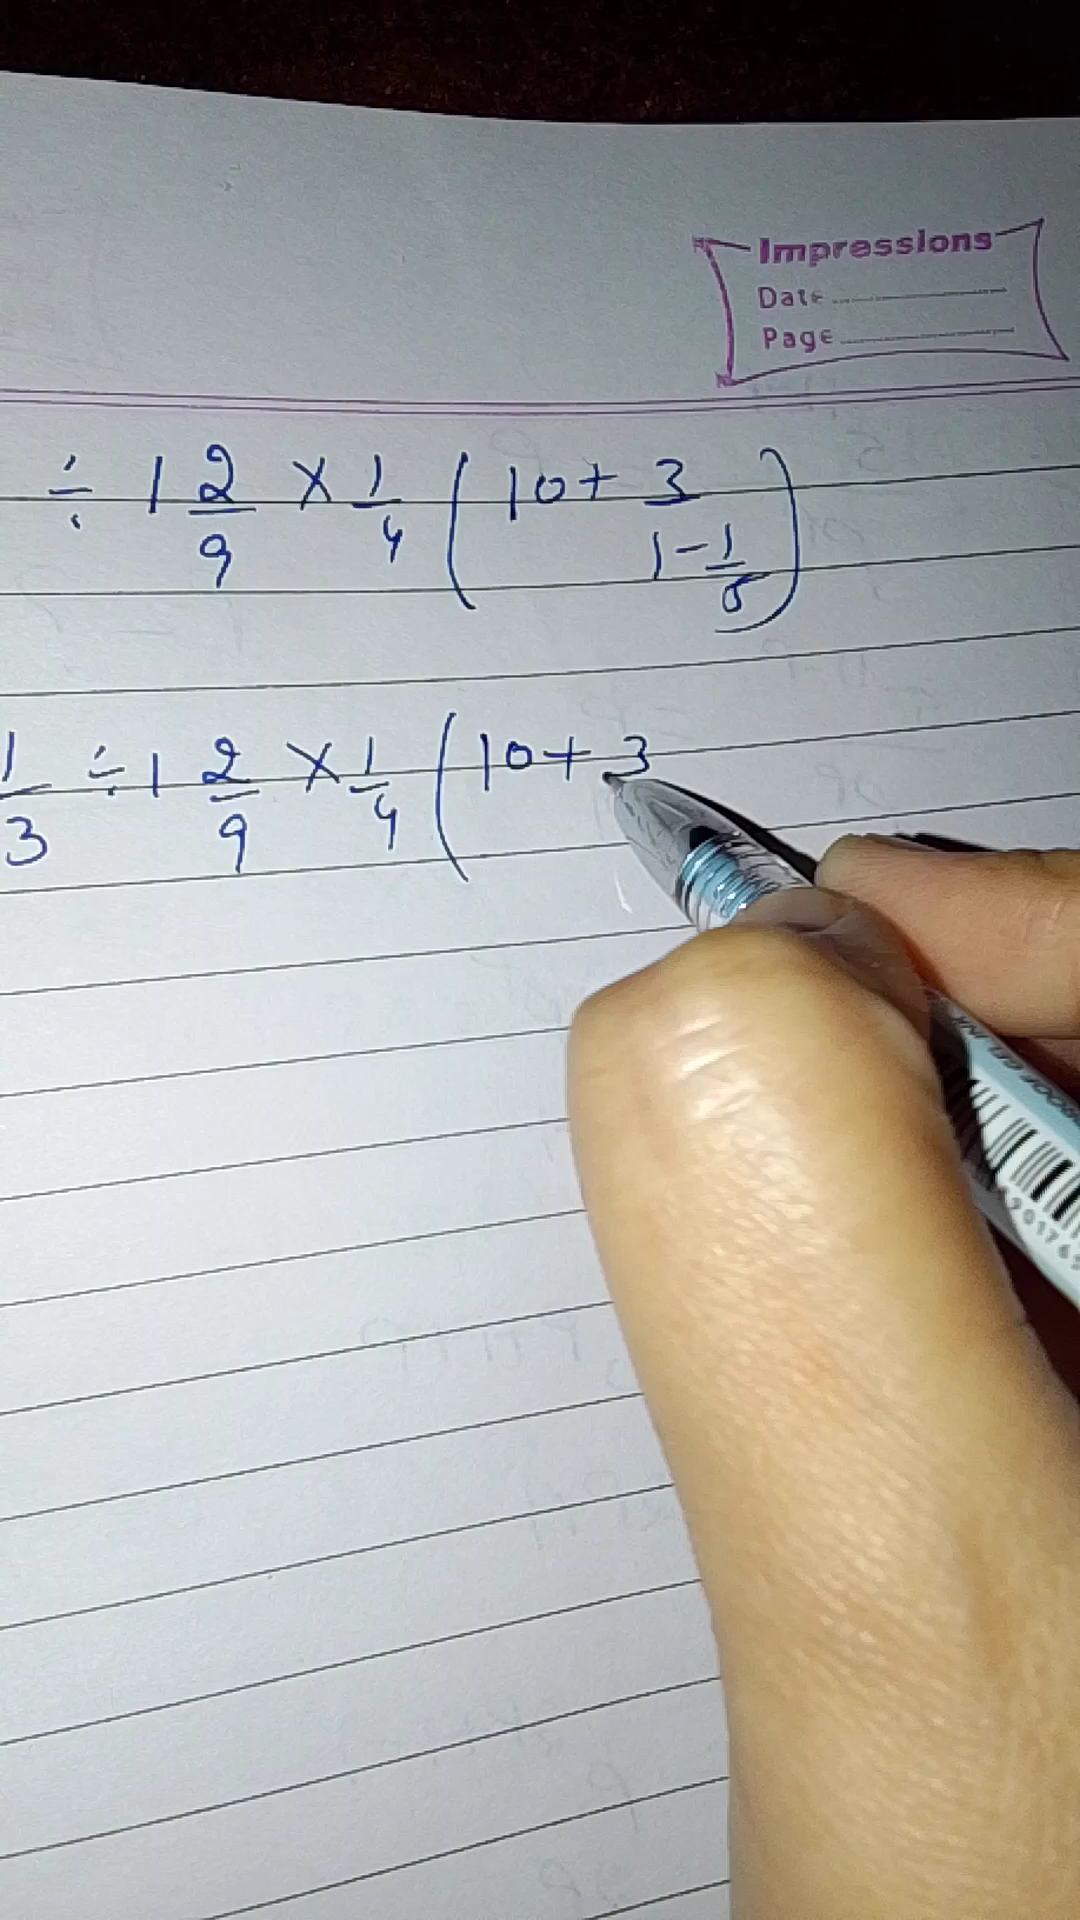 Impressions
Date
Page
÷ 1 2/9 × 1/4 ( 10 + 3/(1 - 1/5) )
1/3 ÷ 1 2/9 × 1/4 ( 10 + 3